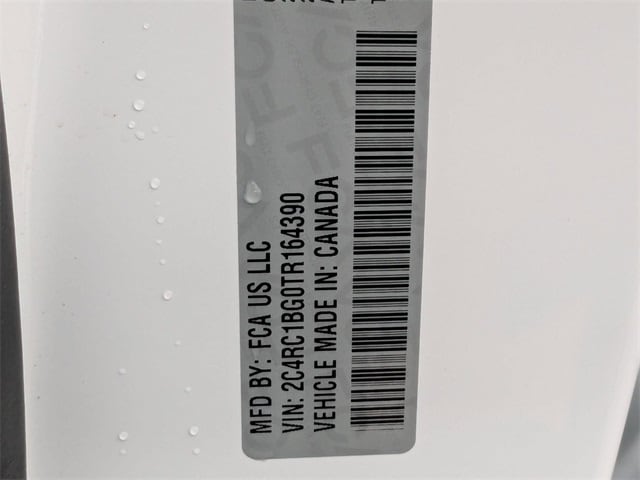 MFD BY: FCA US LLC
VIN: 2C4RC1BG0TR164390
VEHICLE MADE IN: CANADA